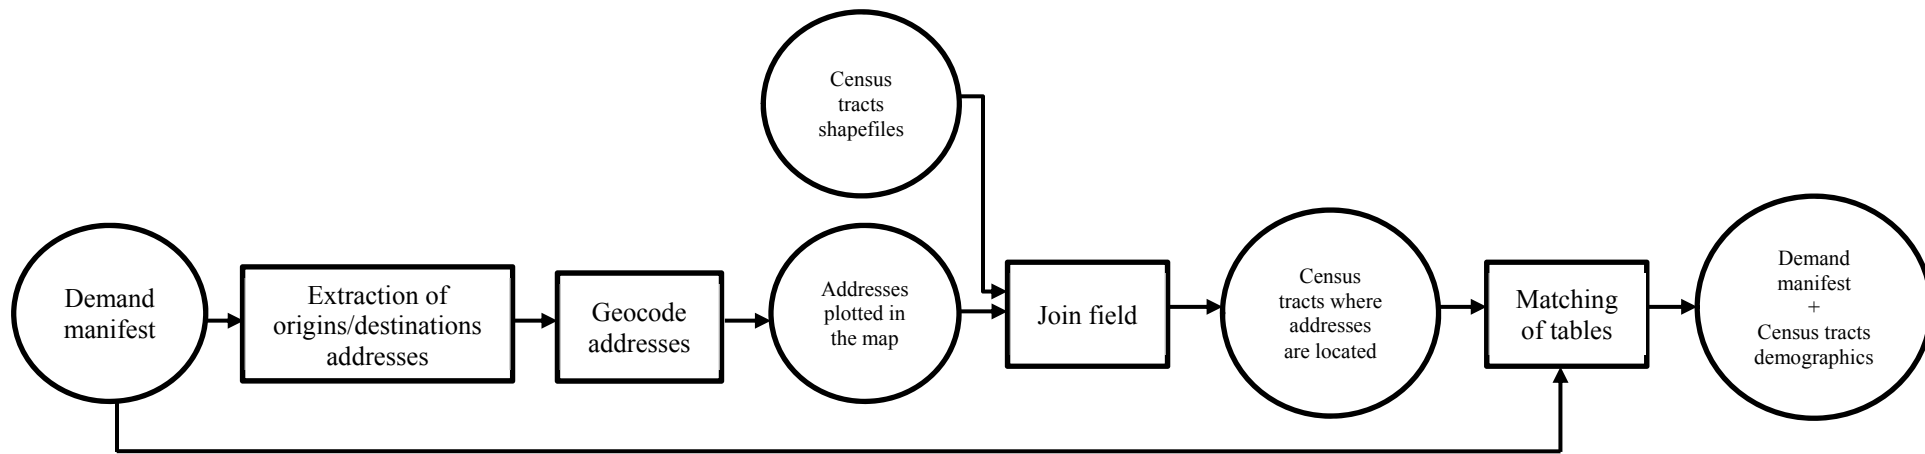 Census
tracts
shapefiles
Demand
manifest
Extraction of
origins/destinations
addresses
Geocode
addresses
Addresses
plotted in
the map
Join field
Census
tracts where
addresses
are located
Matching
of tables
Demand
manifest
+
Census tracts
demographics